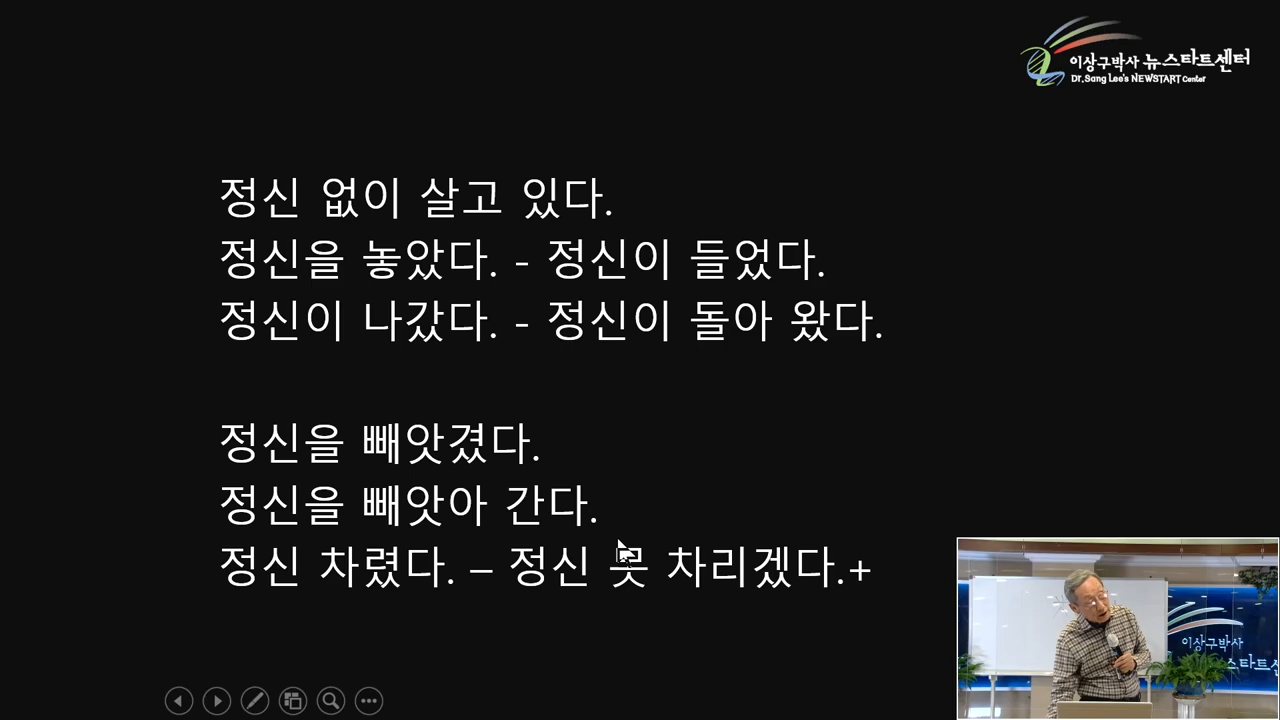 이상구박사 뉴스타트센터
Dr. Sang Lee's NEWSTART Center
정신 없이 살고 있다.
정신을 놓았다. - 정신이 들었다.
정신이 나갔다. - 정신이 돌아 왔다.
정신을 빼앗겼다.
정신을 빼앗아 간다.
정신 차렸다. – 정신 못 차리겠다.+
이상구박사